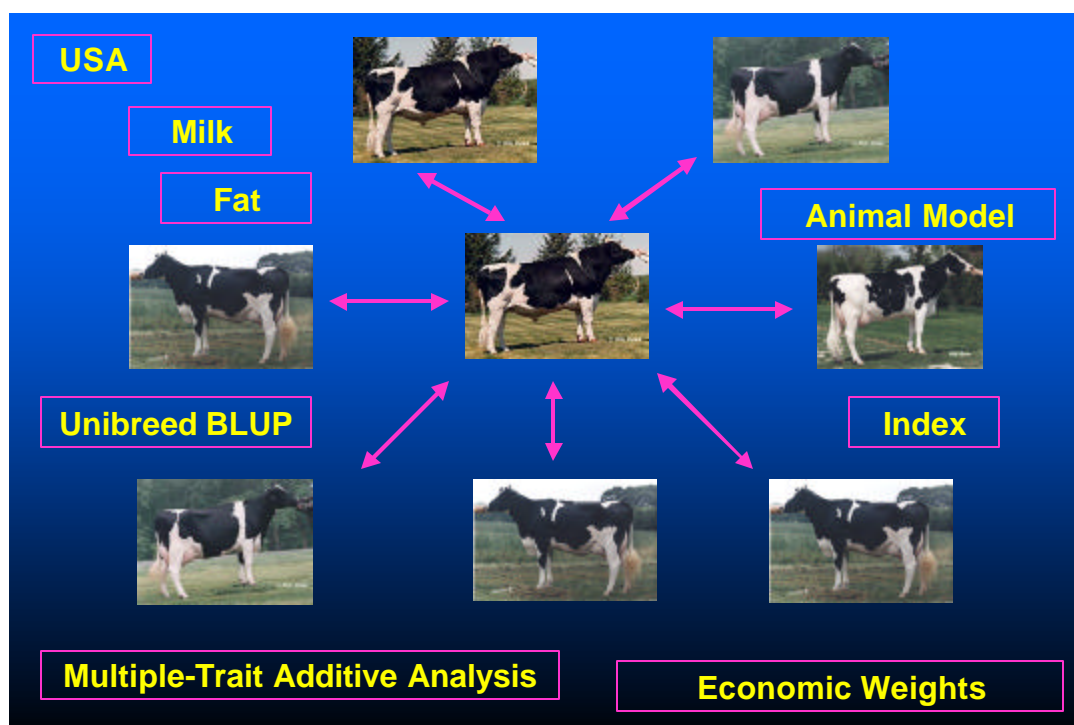 USA
Milk
Fat
Animal Model
Unibreed BLUP
Index
Multiple-Trait Additive Analysis
Economic Weights